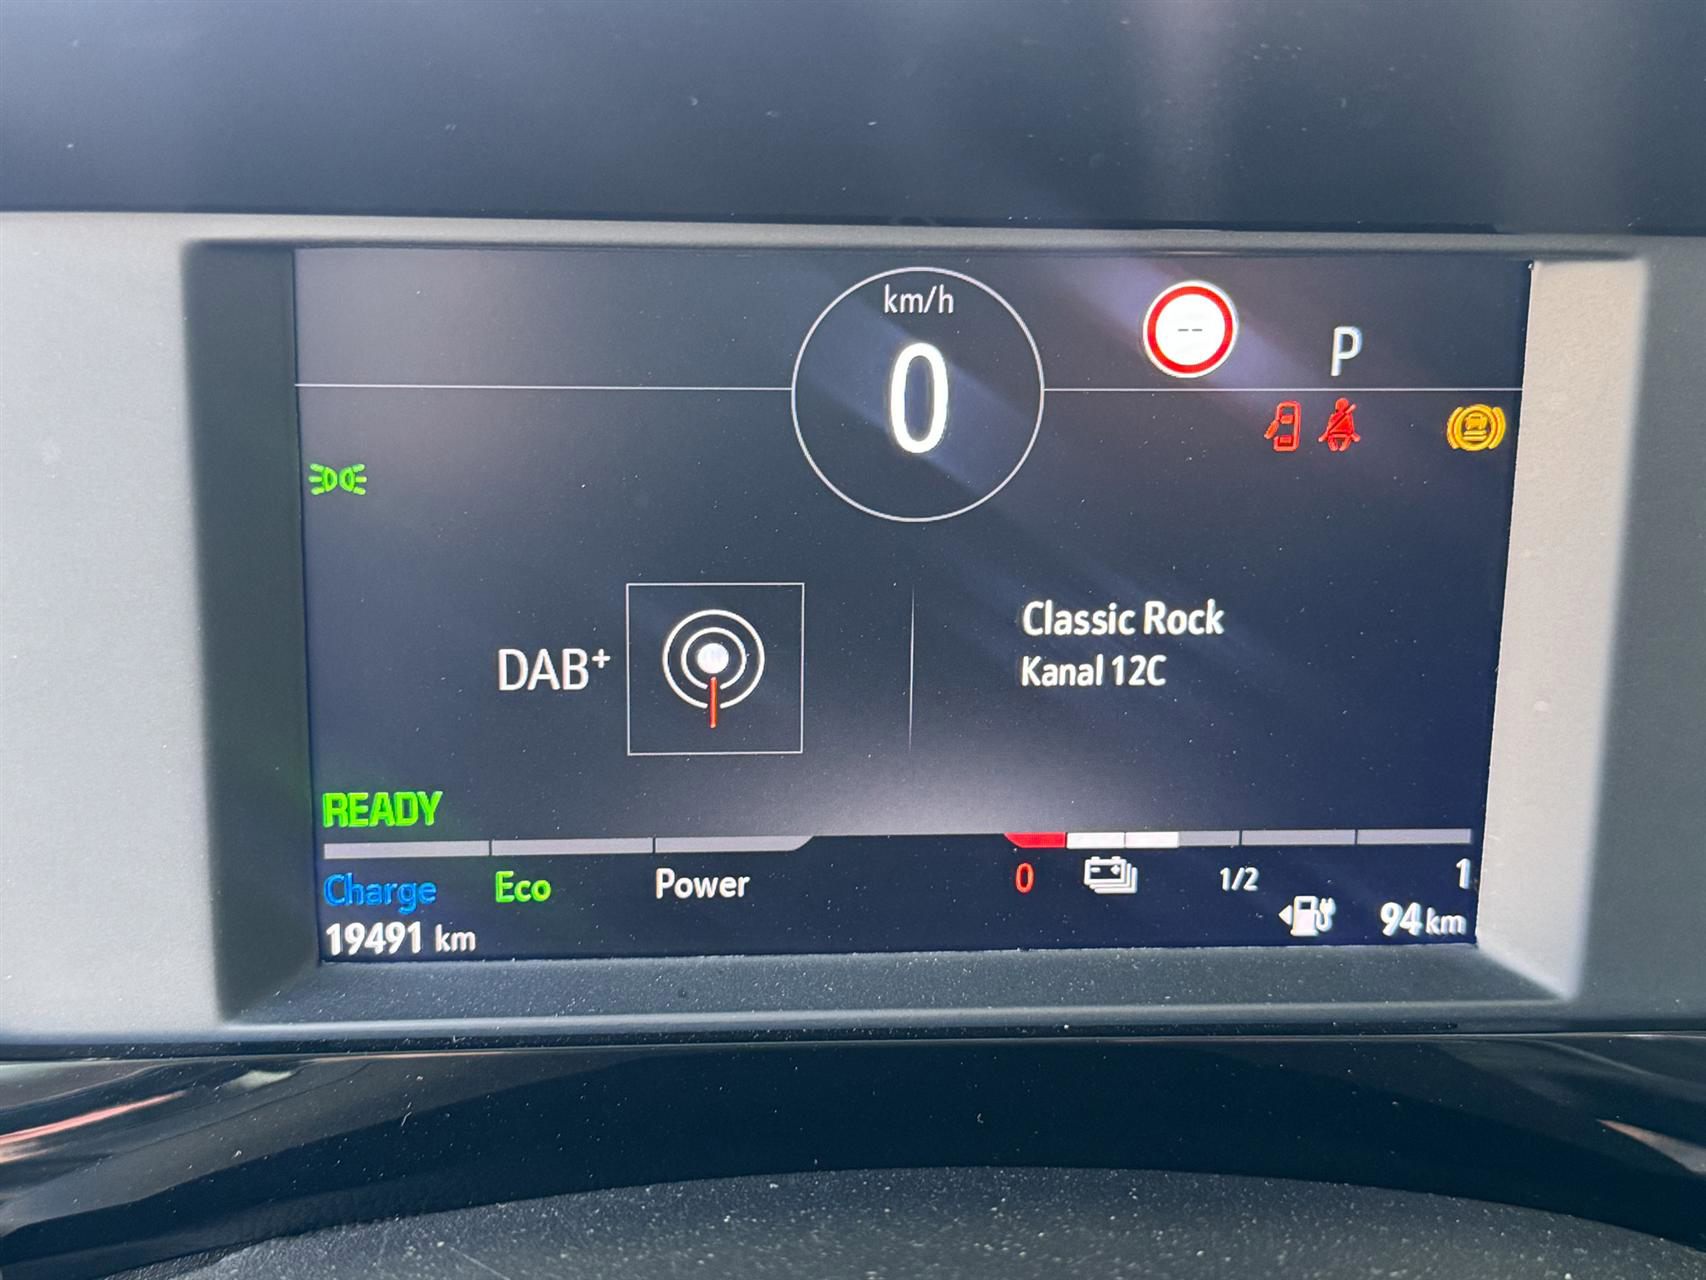 km/h
0
--
P
DAB+
Classic Rock
Kanal 12C
READY
Charge Eco Power
0 1/2 1
19491 km
94 km